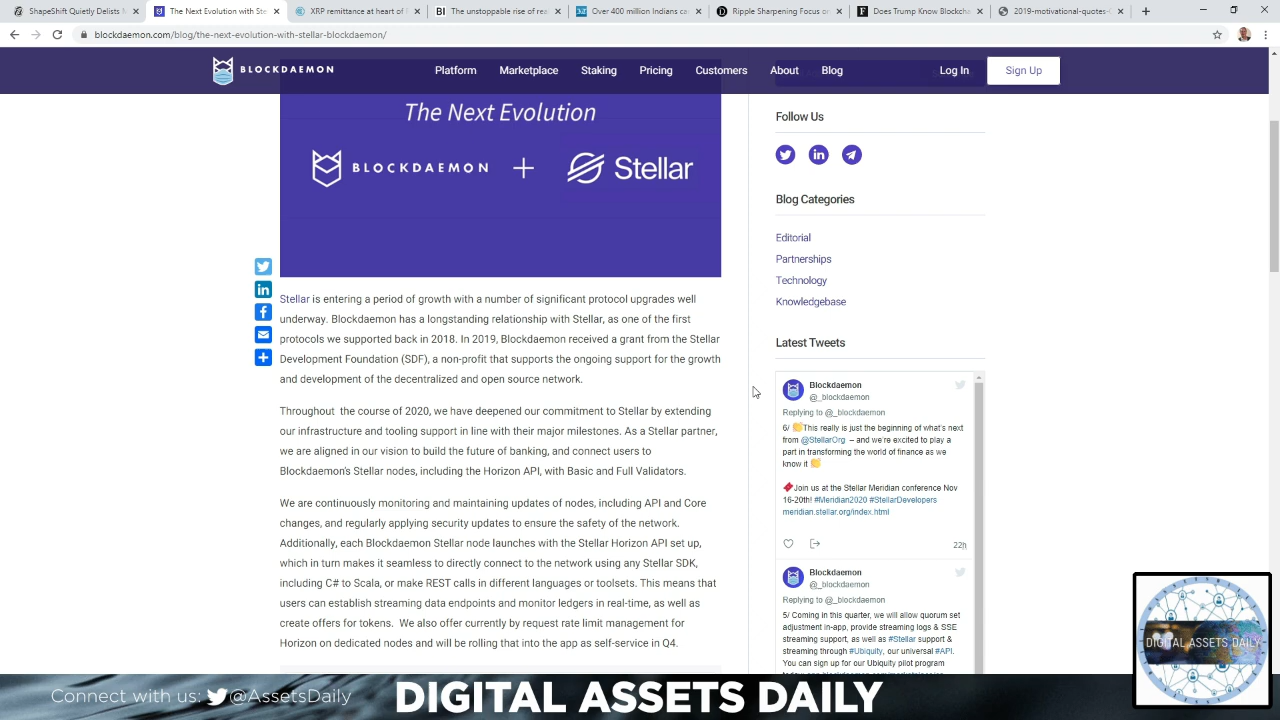 ShapeShift Quietly Delists
The Next Evolution with Ste
XRP remittance at heart of
BI
The unstoppable rise of rea
Over 400 million Indians ca
Ripple Sharpening Focus o
Does Trump Know Blockcha
2019-motivational-quotes-
blockdaemon.com/blog/the-next-evolution-with-stellar-blockdaemon/
BLOCKDAEMON
Platform Marketplace Staking Pricing Customers About Blog Log In Sign Up
The Next Evolution
BLOCKDAEMON + Stellar
Stellar is entering a period of growth with a number of significant protocol upgrades well
underway. Blockdaemon has a longstanding relationship with Stellar, as one of the first
protocols we supported back in 2018. In 2019, Blockdaemon received a grant from the Stellar
Development Foundation (SDF), a non-profit that supports the ongoing support for the growth
and development of the decentralized and open source network.
Throughout the course of 2020, we have deepened our commitment to Stellar by extending
our infrastructure and tooling support in line with their major milestones. As a Stellar partner,
we are aligned in our vision to build the future of banking, and connect users to
Blockdaemon's Stellar nodes, including the Horizon API, with Basic and Full Validators.
We are continuously monitoring and maintaining updates of nodes, including API and Core
changes, and regularly applying security updates to ensure the safety of the network.
Additionally, each Blockdaemon Stellar node launches with the Stellar Horizon API set up,
which in turn makes it seamless to directly connect to the network using any Stellar SDK,
including C# to Scala, or make REST calls in different languages or toolsets. This means that
users can establish streaming data endpoints and monitor ledgers in real-time, as well as
create offers for tokens. We also offer currently by request rate limit management for
Horizon on dedicated nodes and will be rolling that into the app as self-service in Q4.
Follow Us
Blog Categories
Editorial
Partnerships
Technology
Knowledgebase
Latest Tweets
Blockdaemon
@_blockdaemon
Replying to @_blockdaemon
6/ 👏This really is just the beginning of what's next
from @StellarOrg – and we're excited to play a
part in transforming the world of finance as we
know it 👏
Join us at the Stellar Meridian conference Nov
16-20th! #Meridian2020 #StellarDevelopers
meridian.stellar.org/index.html
22h
Blockdaemon
@_blockdaemon
Replying to @_blockdaemon
5/ Coming in this quarter, we will allow quorum set
adjustment in-app, provide streaming logs & SSE
streaming support, as well as #Stellar support &
streaming through #Ubiquity, our universal #API.
You can sign up for our Ubiquity pilot program
DIGITAL ASSETS DAILY
Connect with us: @AssetsDaily
DIGITAL ASSETS DAILY